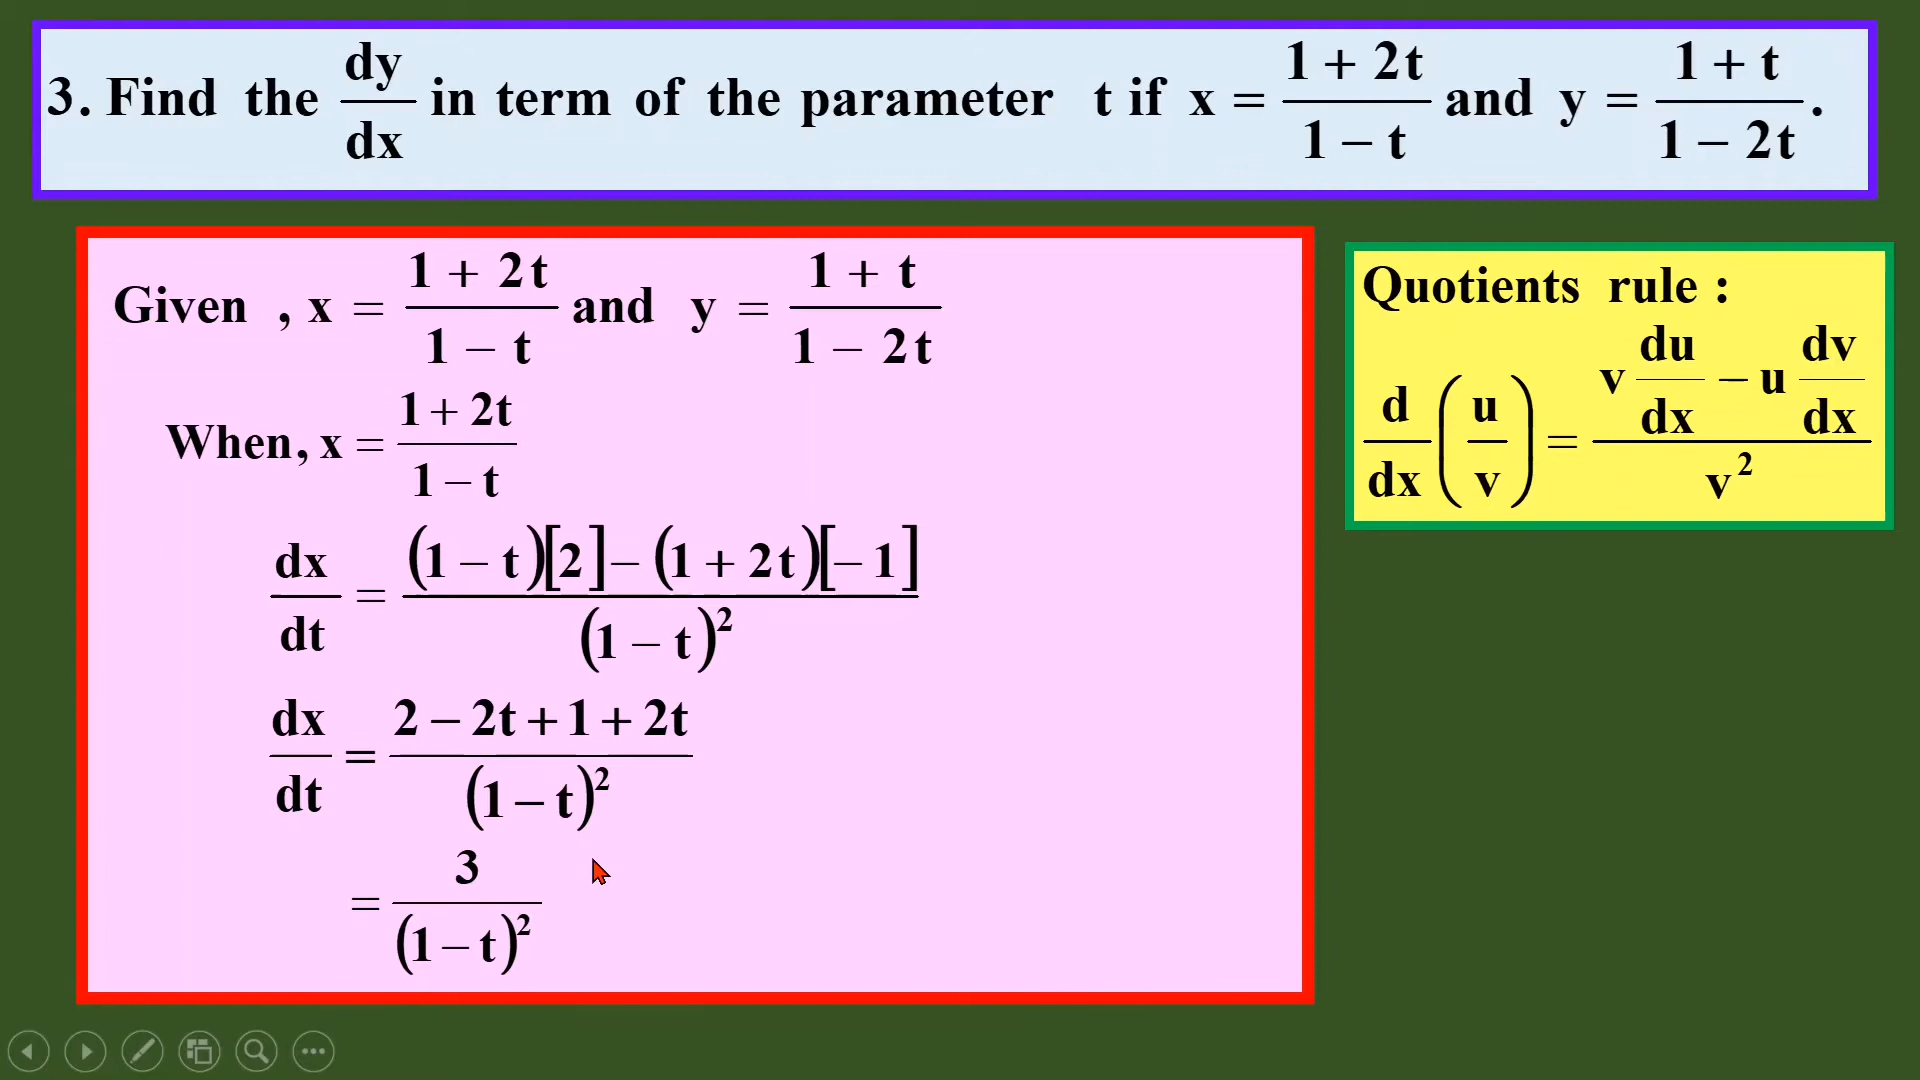 3. Find the dy/dx in term of the parameter t if x = (1 + 2t)/(1 − t) and y = (1 + t)/(1 − 2t).
Given , x = (1 + 2t)/(1 − t) and y = (1 + t)/(1 − 2t)
When, x = (1 + 2t)/(1 − t)
dx/dt = ((1 − t)[2] − (1 + 2t)[− 1])/(1 − t)²
dx/dt = (2 − 2t + 1 + 2t)/(1 − t)²
= 3/(1 − t)²
Quotients rule :
d/dx (u/v) = (v du/dx − u dv/dx)/v²